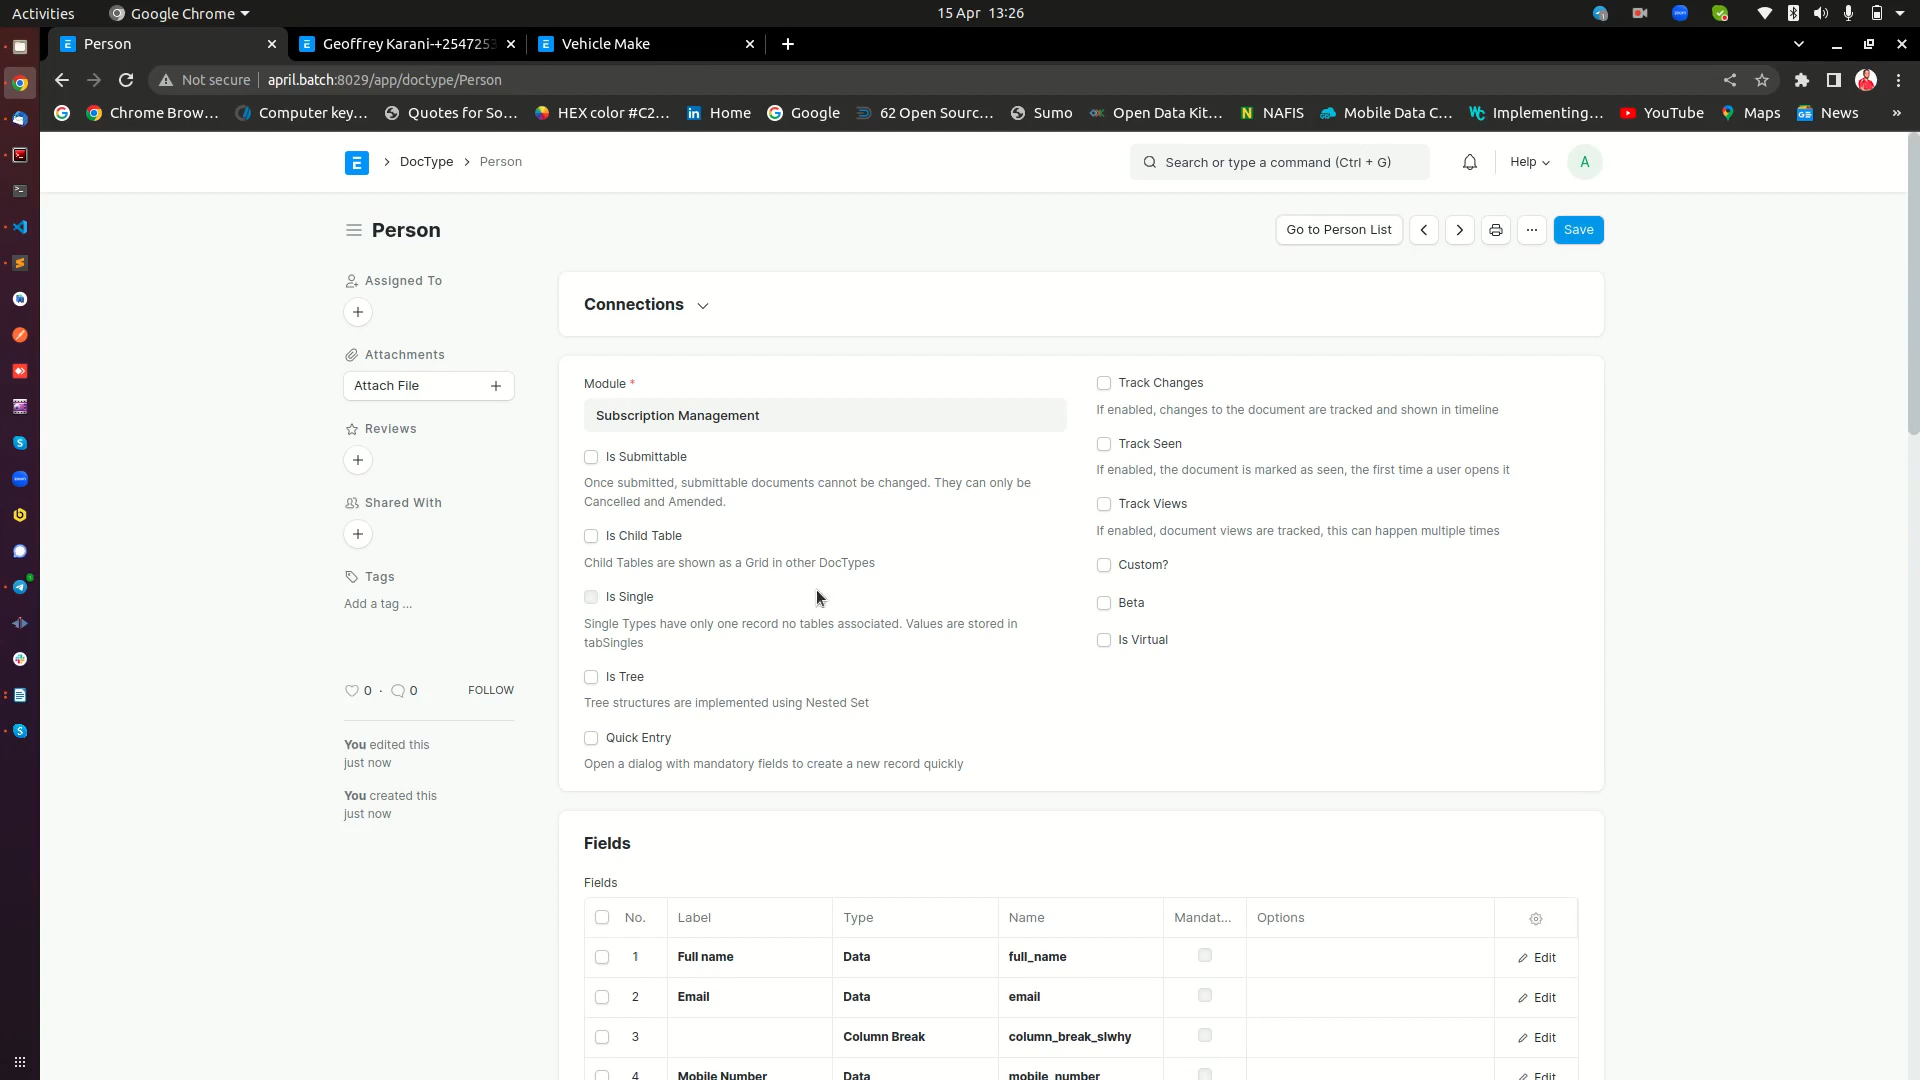 Activities
Google Chrome
15 Apr 13:26
Person
Geoffrey Karani-+2547253
Vehicle Make
Not secure
april.batch:8029/app/doctype/Person
Chrome Brow...
Computer key...
Quotes for So...
HEX color #C2...
Home
Google
62 Open Sourc...
Sumo
Open Data Kit...
NAFIS
Mobile Data C...
Implementing...
YouTube
Maps
News
DocType
Person
Search or type a command (Ctrl + G)
Help
A
Person
Go to Person List
Save
Assigned To
Attachments
Attach File
Reviews
Shared With
Tags
Add a tag ...
0 · 0
FOLLOW
You edited this
just now
You created this
just now
Connections
Module *
Subscription Management
Is Submittable
Once submitted, submittable documents cannot be changed. They can only be
Cancelled and Amended.
Is Child Table
Child Tables are shown as a Grid in other DocTypes
Is Single
Single Types have only one record no tables associated. Values are stored in
tabSingles
Is Tree
Tree structures are implemented using Nested Set
Quick Entry
Open a dialog with mandatory fields to create a new record quickly
Track Changes
If enabled, changes to the document are tracked and shown in timeline
Track Seen
If enabled, the document is marked as seen, the first time a user opens it
Track Views
If enabled, document views are tracked, this can happen multiple times
Custom?
Beta
Is Virtual
Fields
Fields
No. Label Type Name Mandat... Options
1 Full name Data full_name Edit
2 Email Data email Edit
3 Column Break column_break_slwhy Edit
4 Mobile Number Data mobile_number Edit